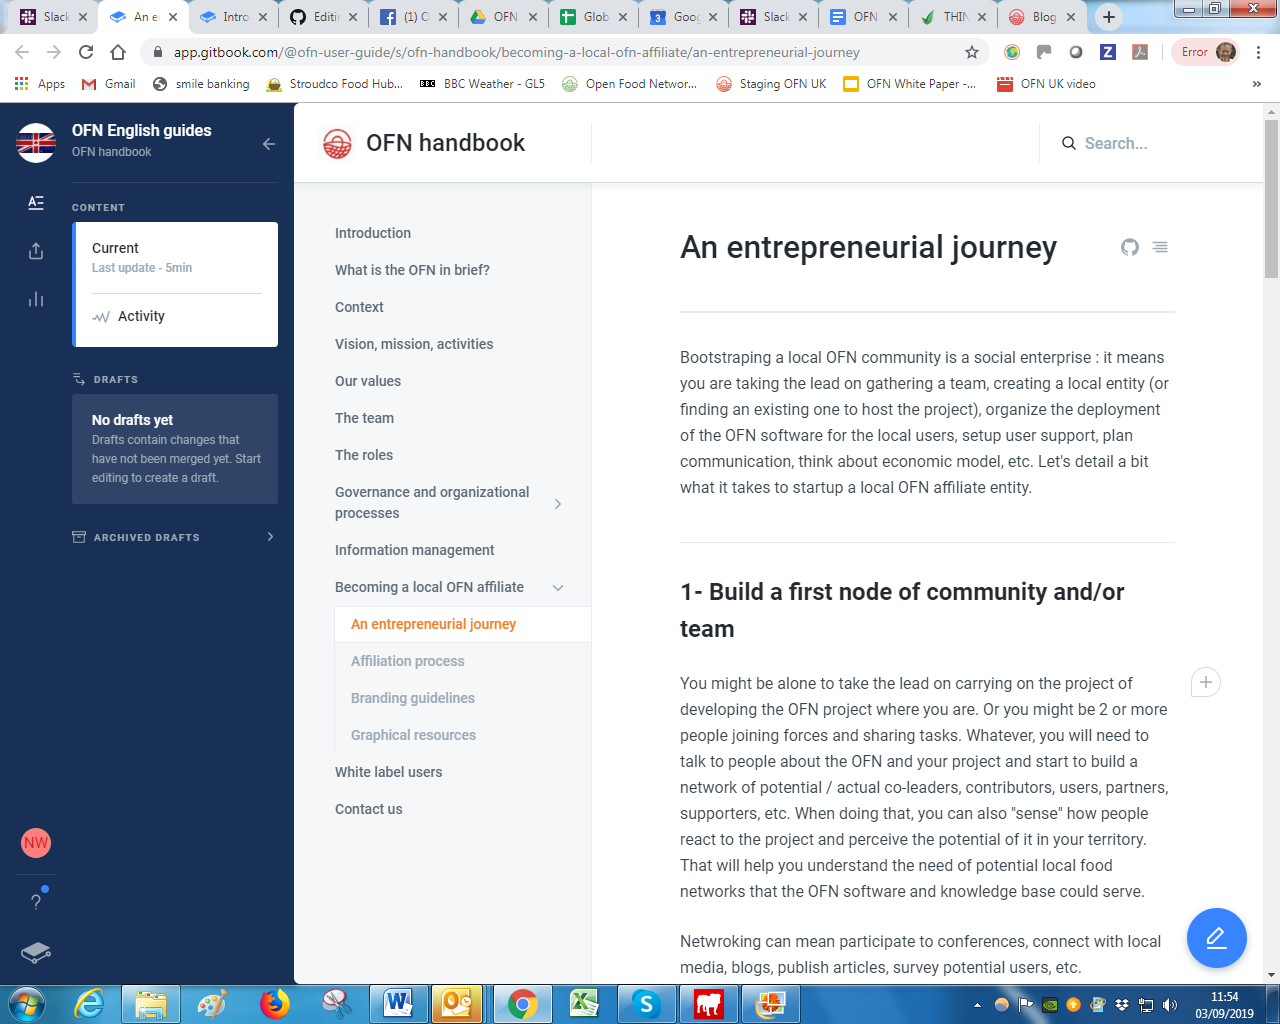 Slack
An e
Intro
Editi
(1) O
OFN
Glob
Goog
Slack
OFN
THIN
Blog
app.gitbook.com/@ofn-user-guide/s/ofn-handbook/becoming-a-local-ofn-affiliate/an-entrepreneurial-journey
Error
Apps
Gmail
smile banking
Stroudco Food Hub...
BBC Weather - GL5
Open Food Networ...
Staging OFN UK
OFN White Paper -...
OFN UK video
»
OFN English guides
OFN handbook
CONTENT
Current
Last update - 5min
Activity
DRAFTS
No drafts yet
Drafts contain changes that
have not been merged yet. Start
editing to create a draft.
ARCHIVED DRAFTS
NW
?
OFN handbook
Search...
Introduction
What is the OFN in brief?
Context
Vision, mission, activities
Our values
The team
The roles
Governance and organizational
processes
Information management
Becoming a local OFN affiliate
An entrepreneurial journey
Affiliation process
Branding guidelines
Graphical resources
White label users
Contact us
An entrepreneurial journey
Bootstraping a local OFN community is a social enterprise : it means
you are taking the lead on gathering a team, creating a local entity (or
finding an existing one to host the project), organize the deployment
of the OFN software for the local users, setup user support, plan
communication, think about economic model, etc. Let's detail a bit
what it takes to startup a local OFN affiliate entity.
1- Build a first node of community and/or
team
You might be alone to take the lead on carrying on the project of
developing the OFN project where you are. Or you might be 2 or more
people joining forces and sharing tasks. Whatever, you will need to
talk to people about the OFN and your project and start to build a
network of potential / actual co-leaders, contributors, users, partners,
supporters, etc. When doing that, you can also "sense" how people
react to the project and perceive the potential of it in your territory.
That will help you understand the need of potential local food
networks that the OFN software and knowledge base could serve.
Netwroking can mean participate to conferences, connect with local
media, blogs, publish articles, survey potential users, etc.
11:54
03/09/2019